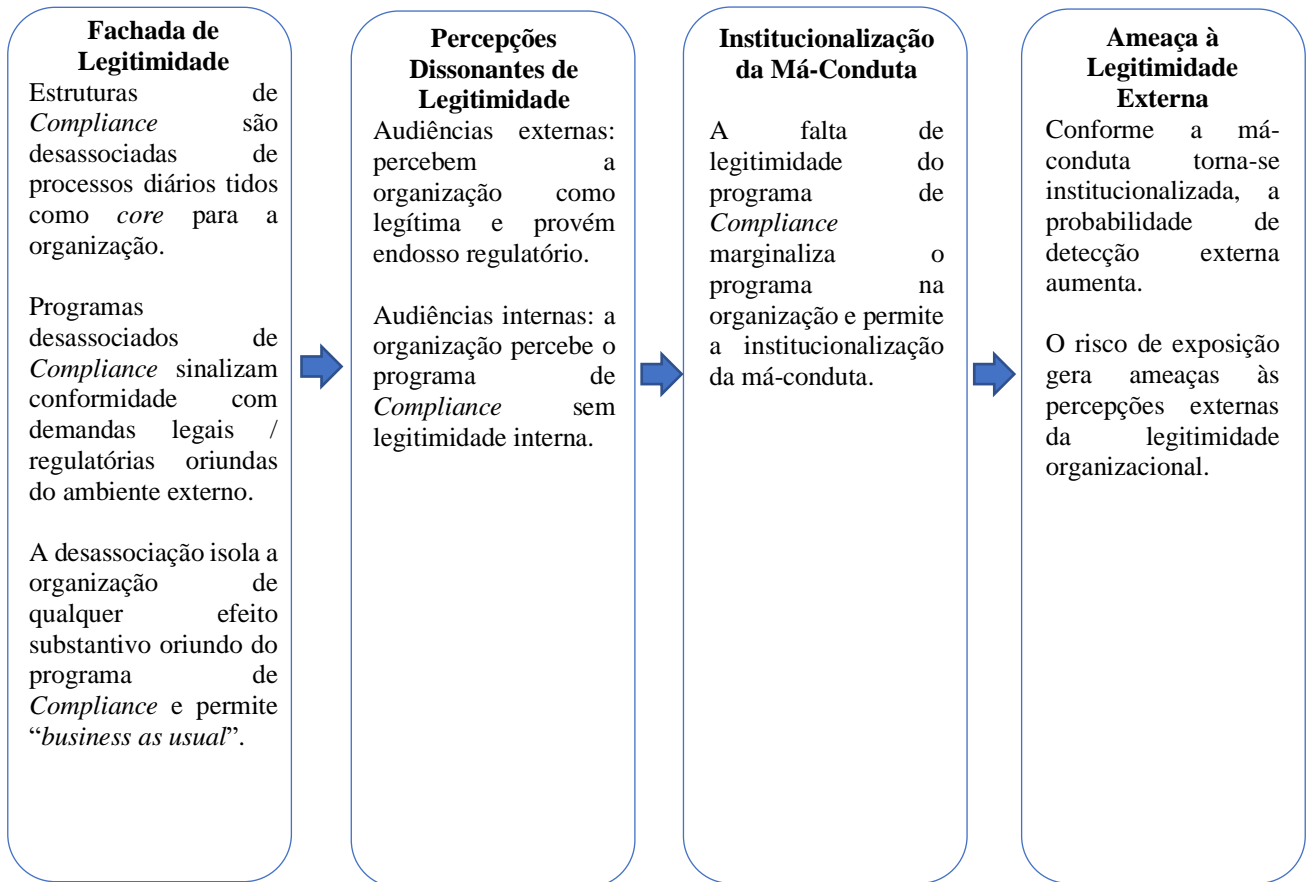 Fachada de
Legitimidade
Estruturas de
Compliance são
desassociadas de
processos diários tidos
como core para a
organização.
Programas
desassociados de
Compliance sinalizam
conformidade com
demandas legais /
regulatórias oriundas
do ambiente externo.
A desassociação isola a
organização de
qualquer efeito
substantivo oriundo do
programa de
Compliance e permite
“business as usual”.
Percepções
Dissonantes de
Legitimidade
Audiências externas:
percebem a
organização como
legítima e provém
endosso regulatório.
Audiências internas: a
organização percebe o
programa de
Compliance sem
legitimidade interna.
Institucionalização
da Má-Conduta
A falta de
legitimidade do
programa de
Compliance
marginaliza o
programa na
organização e permite
a institucionalização
da má-conduta.
Ameaça à
Legitimidade
Externa
Conforme a má-
conduta torna-se
institucionalizada, a
probabilidade de
detecção externa
aumenta.
O risco de exposição
gera ameaças às
percepções externas
da legitimidade
organizacional.